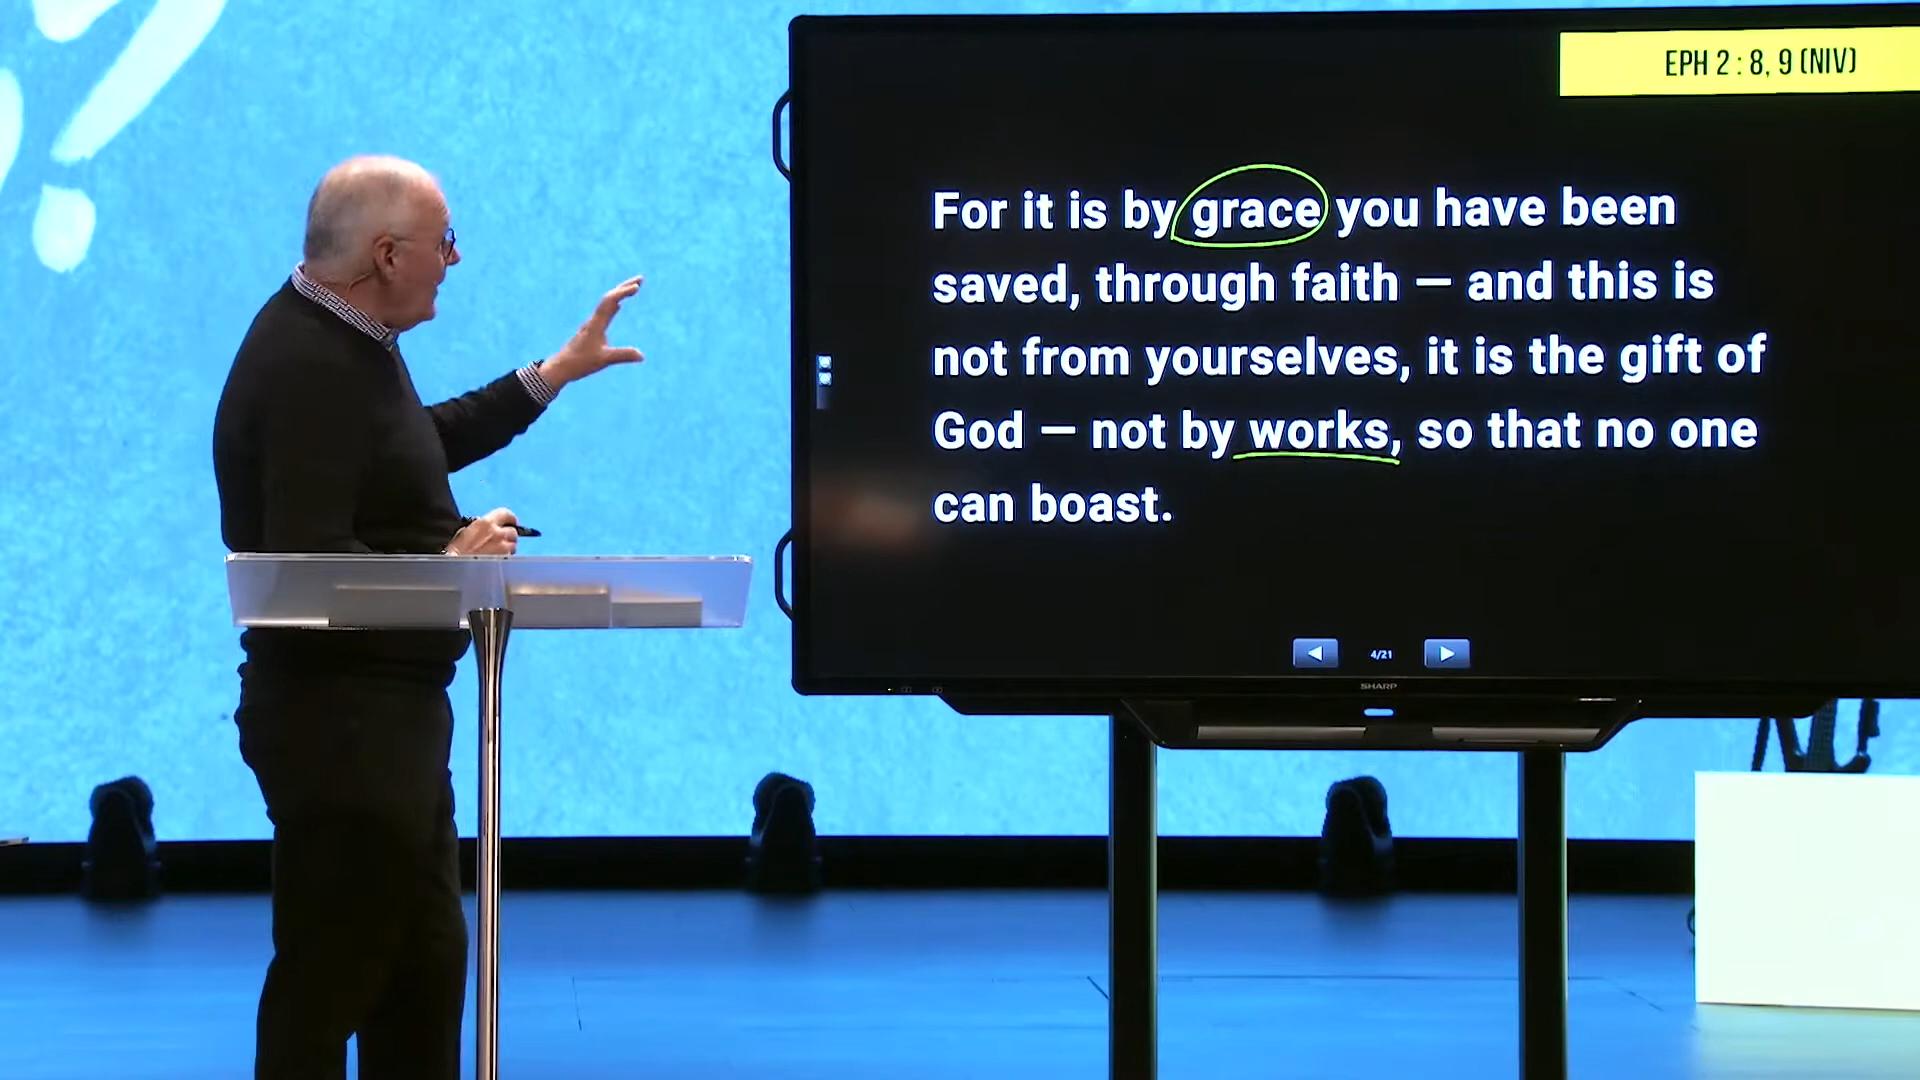 EPH 2 : 8, 9 (NIV)
For it is by grace you have been
saved, through faith — and this is
not from yourselves, it is the gift of
God — not by works, so that no one
can boast.
4/21
SHARP